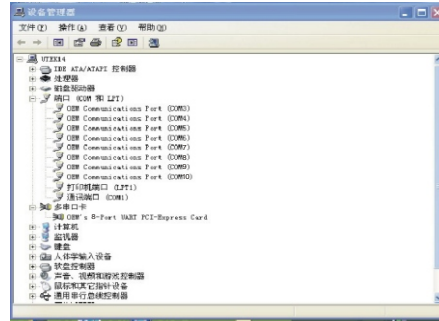 设备管理器
文件(F) 操作(A) 查看(V) 帮助(H)
UTEK14
IDE ATA/ATAPI 控制器
处理器
磁盘驱动器
端口 (COM 和 LPT)
OEM Communications Port (COM3)
OEM Communications Port (COM4)
OEM Communications Port (COM5)
OEM Communications Port (COM6)
OEM Communications Port (COM7)
OEM Communications Port (COM8)
OEM Communications Port (COM9)
OEM Communications Port (COM10)
打印机端口 (LPT1)
通讯端口 (COM1)
多串口卡
OEM's 8-Port UART PCI-Express Card
计算机
监视器
键盘
人体学输入设备
软盘控制器
声音、视频和游戏控制器
鼠标和其它指针设备
通用串行总线控制器